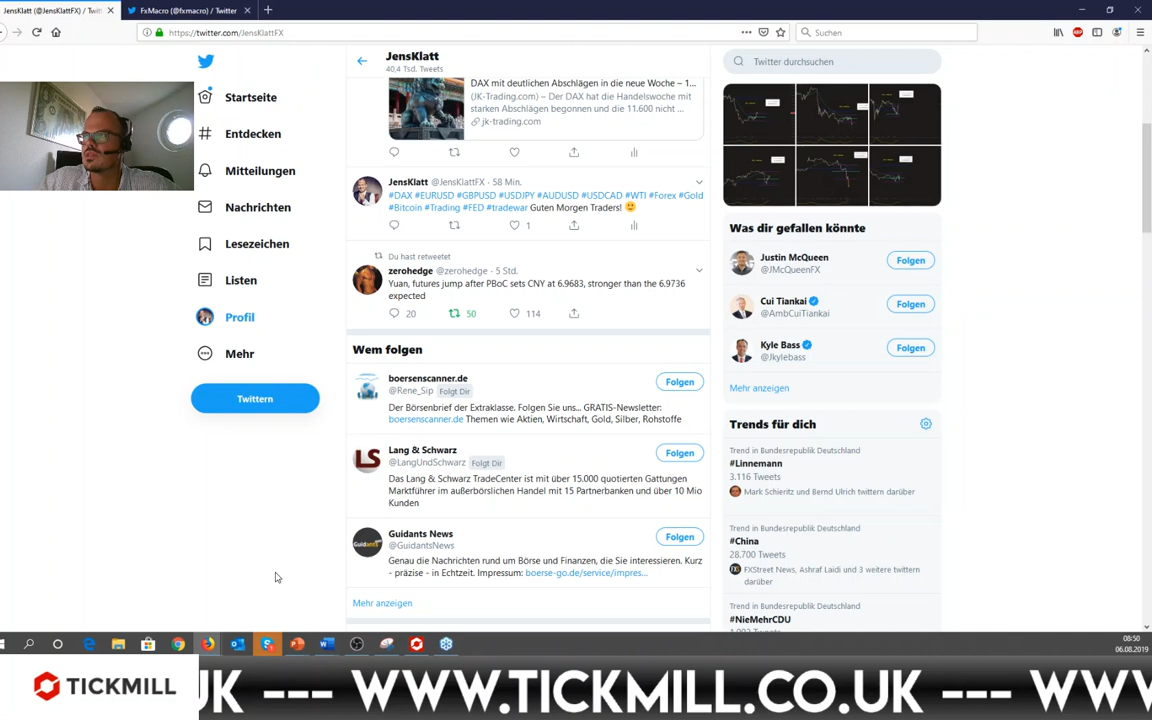 JensKlatt (@JensKlattFX) / Twitt
FxMacro (@fxmacro) / Twitter
https://twitter.com/JensKlattFX
Suchen
JensKlatt
40,4 Tsd. Tweets
Twitter durchsuchen
Startseite
Entdecken
Mitteilungen
Nachrichten
Lesezeichen
Listen
Profil
Mehr
Twittern
DAX mit deutlichen Abschlägen in die neue Woche – 1...
(JK-Trading.com) – Der DAX hat die Handelswoche mit
starken Abschlägen begonnen und die 11.600 nicht ...
jk-trading.com
JensKlatt @JensKlattFX · 58 Min.
#DAX #EURUSD #GBPUSD #USDJPY #AUDUSD #USDCAD #WTI #Forex #Gold
#Bitcoin #Trading #FED #tradewar Guten Morgen Traders! 🙂
1
Du hast retweetet
zerohedge @zerohedge · 5 Std.
Yuan, futures jump after PBoC sets CNY at 6.9683, stronger than the 6.9736
expected
20 50 114
Wem folgen
boersenscanner.de
@Rene_Sip Folgt Dir
Folgen
Der Börsenbrief der Extraklasse. Folgen Sie uns... GRATIS-Newsletter:
boersenscanner.de Themen wie Aktien, Wirtschaft, Gold, Silber, Rohstoffe
Lang & Schwarz
@LangUndSchwarz Folgt Dir
Folgen
Das Lang & Schwarz TradeCenter ist mit über 15.000 quotierten Gattungen
Marktführer im außerbörslichen Handel mit 15 Partnerbanken und über 10 Mio
Kunden
Guidants News
@GuidantsNews
Folgen
Genau die Nachrichten rund um Börse und Finanzen, die Sie interessieren. Kurz
- präzise - in Echtzeit. Impressum: boerse-go.de/service/impres...
Mehr anzeigen
Was dir gefallen könnte
Justin McQueen
@JMcQueenFX
Folgen
Cui Tiankai
@AmbCuiTiankai
Folgen
Kyle Bass
@Jkylebass
Folgen
Mehr anzeigen
Trends für dich
Trend in Bundesrepublik Deutschland
#Linnemann
3.116 Tweets
Mark Schieritz und Bernd Ulrich twittern darüber
Trend in Bundesrepublik Deutschland
#China
28.700 Tweets
FXStreet News, Ashraf Laidi und 3 weitere twittern
darüber
Trend in Bundesrepublik Deutschland
#NieMehrCDU
08:50
06.08.2019
TICKMILL
UK --- WWW.TICKMILL.CO.UK --- WW